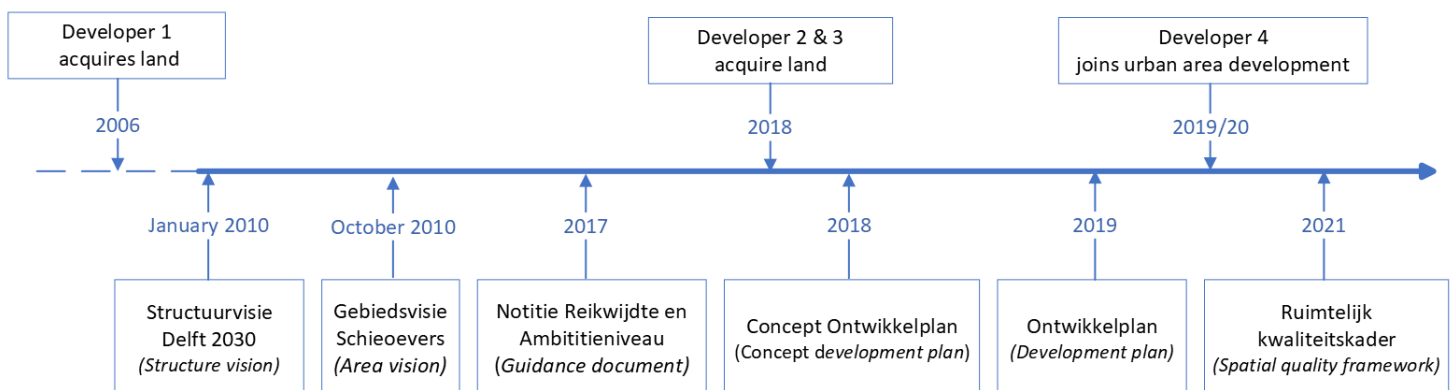 Developer 1
acquires land
Developer 2 & 3
acquire land
Developer 4
joins urban area development
2006
2018
2019/20
January 2010
October 2010
2017
2018
2019
2021
Structuurvisie
Delft 2030
(Structure vision)
Gebiedsvisie
Schieoevers
(Area vision)
Notitie Reikwijdte en
Ambititieniveau
(Guidance document)
Concept Ontwikkelplan
(Concept development plan)
Ontwikkelplan
(Development plan)
Ruimtelijk
kwaliteitskader
(Spatial quality framework)